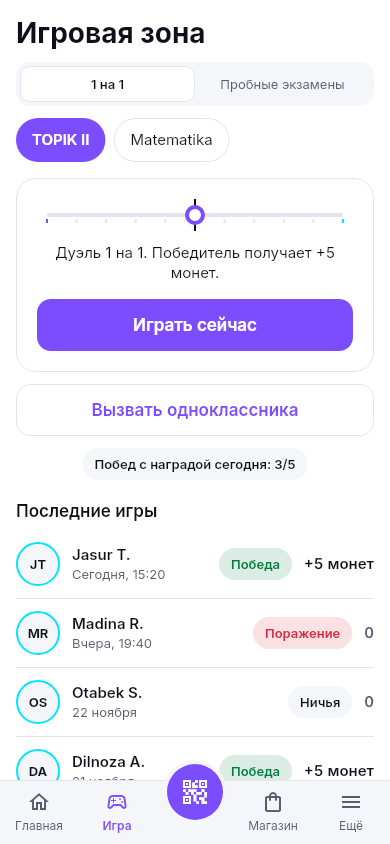 Игровая зона
1 на 1
Пробные экзамены
TOPIK II
Matematika
Дуэль 1 на 1. Победитель получает +5
монет.
Играть сейчас
Вызвать одноклассника
Побед с наградой сегодня: 3/5
Последние игры
JT
Jasur T.
Сегодня, 15:20
Победа
+5 монет
MR
Madina R.
Вчера, 19:40
Поражение
0
OS
Otabek S.
22 ноября
Ничья
0
DA
Dilnoza A.
21 ноября
Победа
+5 монет
Главная
Игра
Магазин
Ещё